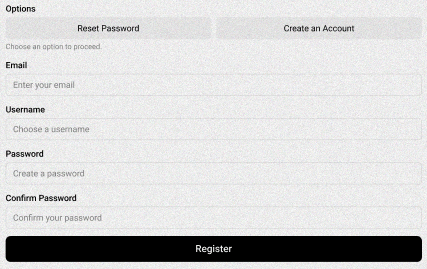 Options
Reset Password Create an Account
Choose an option to proceed.
Email
Enter your email
Username
Choose a username
Password
Create a password
Confirm Password
Confirm your password
Register